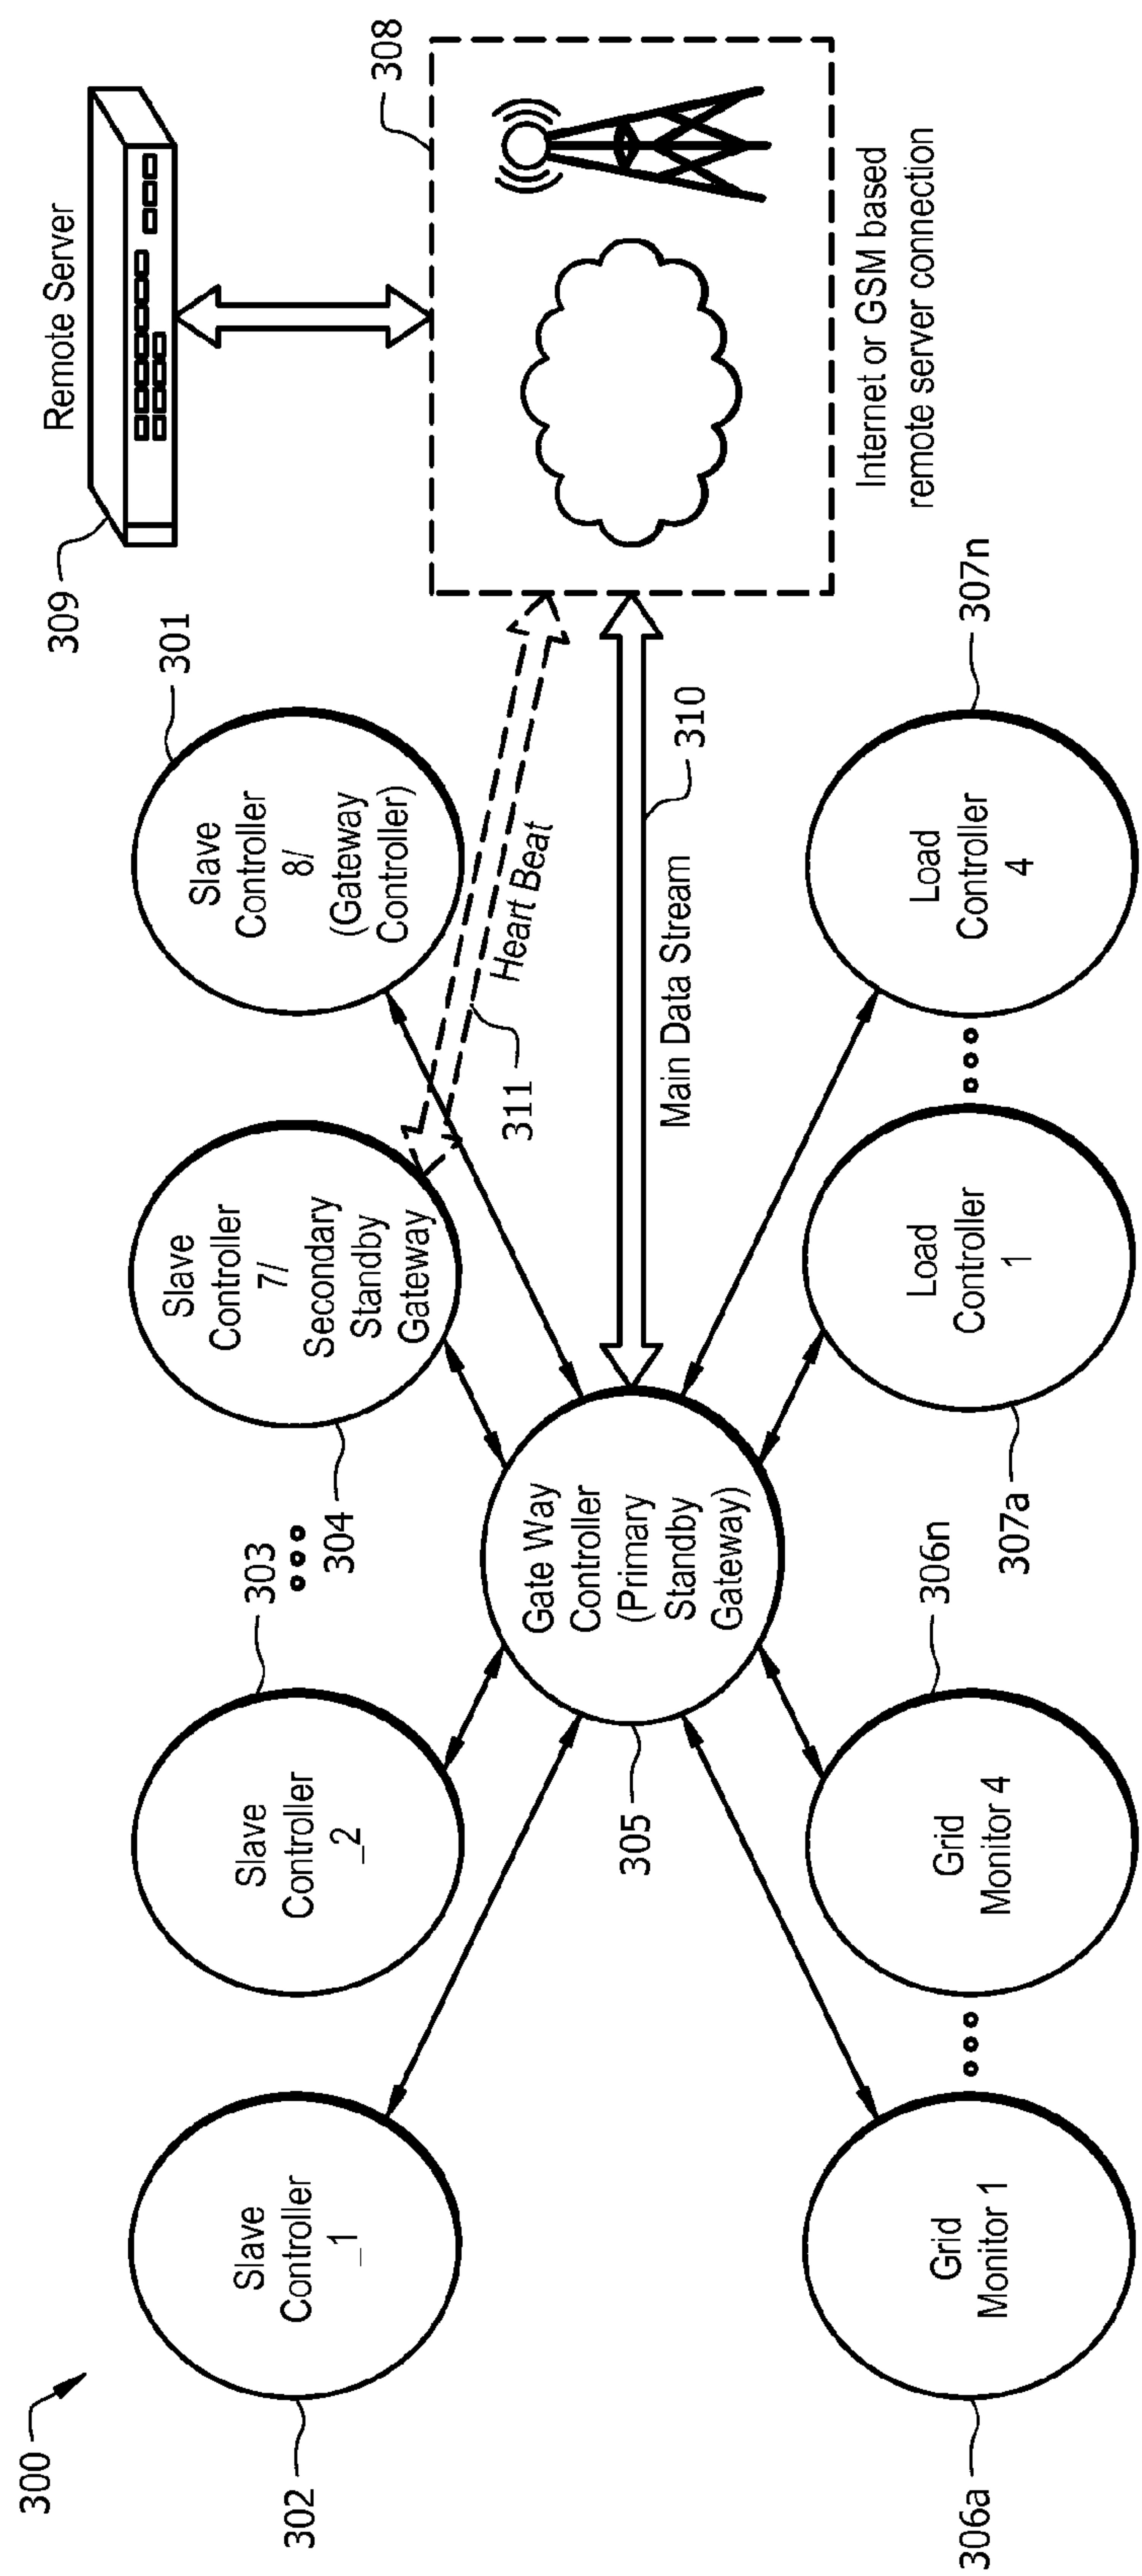 300
302
Slave
Controller
_1
303
Slave
Controller
_2
304
Slave
Controller
7/
Secondary
Standby
Gateway
301
Slave
Controller
8/
(Gateway
Controller)
309
Remote Server
308
Internet or GSM based
remote server connection
Heart Beat
311
Main Data Stream
310
305
Gate Way
Controller
(Primary
Standby
Gateway)
306a
Grid
Monitor 1
306n
Grid
Monitor 4
307a
Load
Controller
1
307n
Load
Controller
4